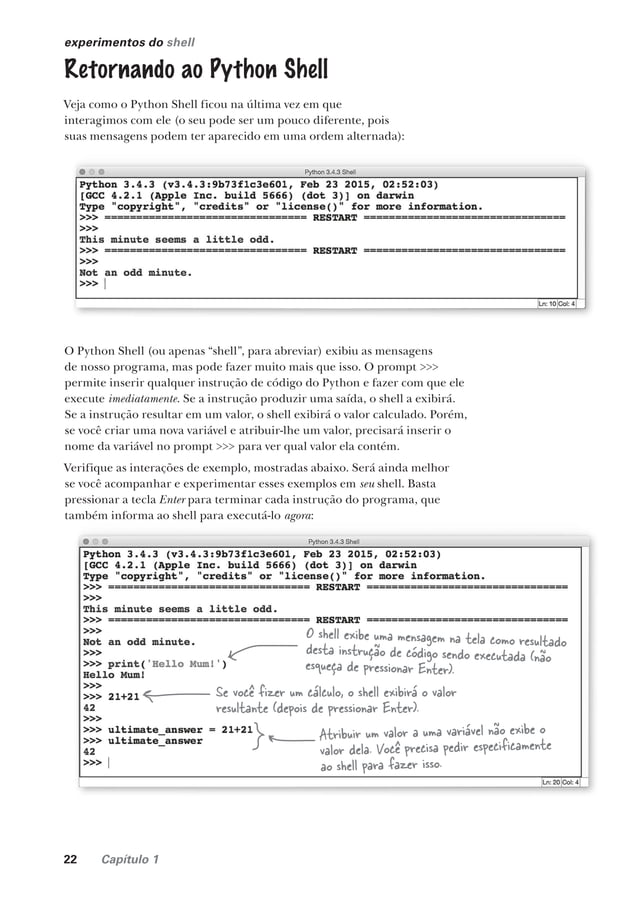 experimentos do shell
Retornando ao Python Shell
Veja como o Python Shell ficou na última vez em que
interagimos com ele (o seu pode ser um pouco diferente, pois
suas mensagens podem ter aparecido em uma ordem alternada):
Python 3.4.3 Shell
Python 3.4.3 (v3.4.3:9b73f1c3e601, Feb 23 2015, 02:52:03)
[GCC 4.2.1 (Apple Inc. build 5666) (dot 3)] on darwin
Type "copyright", "credits" or "license()" for more information.
>>> ================================ RESTART ================================
>>>
This minute seems a little odd.
>>> ================================ RESTART ================================
>>>
Not an odd minute.
>>>
Ln: 10 Col: 4
O Python Shell (ou apenas “shell”, para abreviar) exibiu as mensagens
de nosso programa, mas pode fazer muito mais que isso. O prompt >>>
permite inserir qualquer instrução de código do Python e fazer com que ele
execute imediatamente. Se a instrução produzir uma saída, o shell a exibirá.
Se a instrução resultar em um valor, o shell exibirá o valor calculado. Porém,
se você criar uma nova variável e atribuir-lhe um valor, precisará inserir o
nome da variável no prompt >>> para ver qual valor ela contém.
Verifique as interações de exemplo, mostradas abaixo. Será ainda melhor
se você acompanhar e experimentar esses exemplos em seu shell. Basta
pressionar a tecla Enter para terminar cada instrução do programa, que
também informa ao shell para executá-lo agora:
Python 3.4.3 Shell
Python 3.4.3 (v3.4.3:9b73f1c3e601, Feb 23 2015, 02:52:03)
[GCC 4.2.1 (Apple Inc. build 5666) (dot 3)] on darwin
Type "copyright", "credits" or "license()" for more information.
>>> ================================ RESTART ================================
>>>
This minute seems a little odd.
>>> ================================ RESTART ================================
>>>
Not an odd minute.
>>>
>>> print('Hello Mum!')
Hello Mum!
>>>
>>> 21+21
42
>>>
>>> ultimate_answer = 21+21
>>> ultimate_answer
42
>>>
O shell exibe uma mensagem na tela como resultado
desta instrução de código sendo executada (não
esqueça de pressionar Enter).
Se você fizer um cálculo, o shell exibirá o valor
resultante (depois de pressionar Enter).
Atribuir um valor a uma variável não exibe o
valor dela. Você precisa pedir especificamente
ao shell para fazer isso.
Ln: 20 Col: 4
22 Capítulo 1